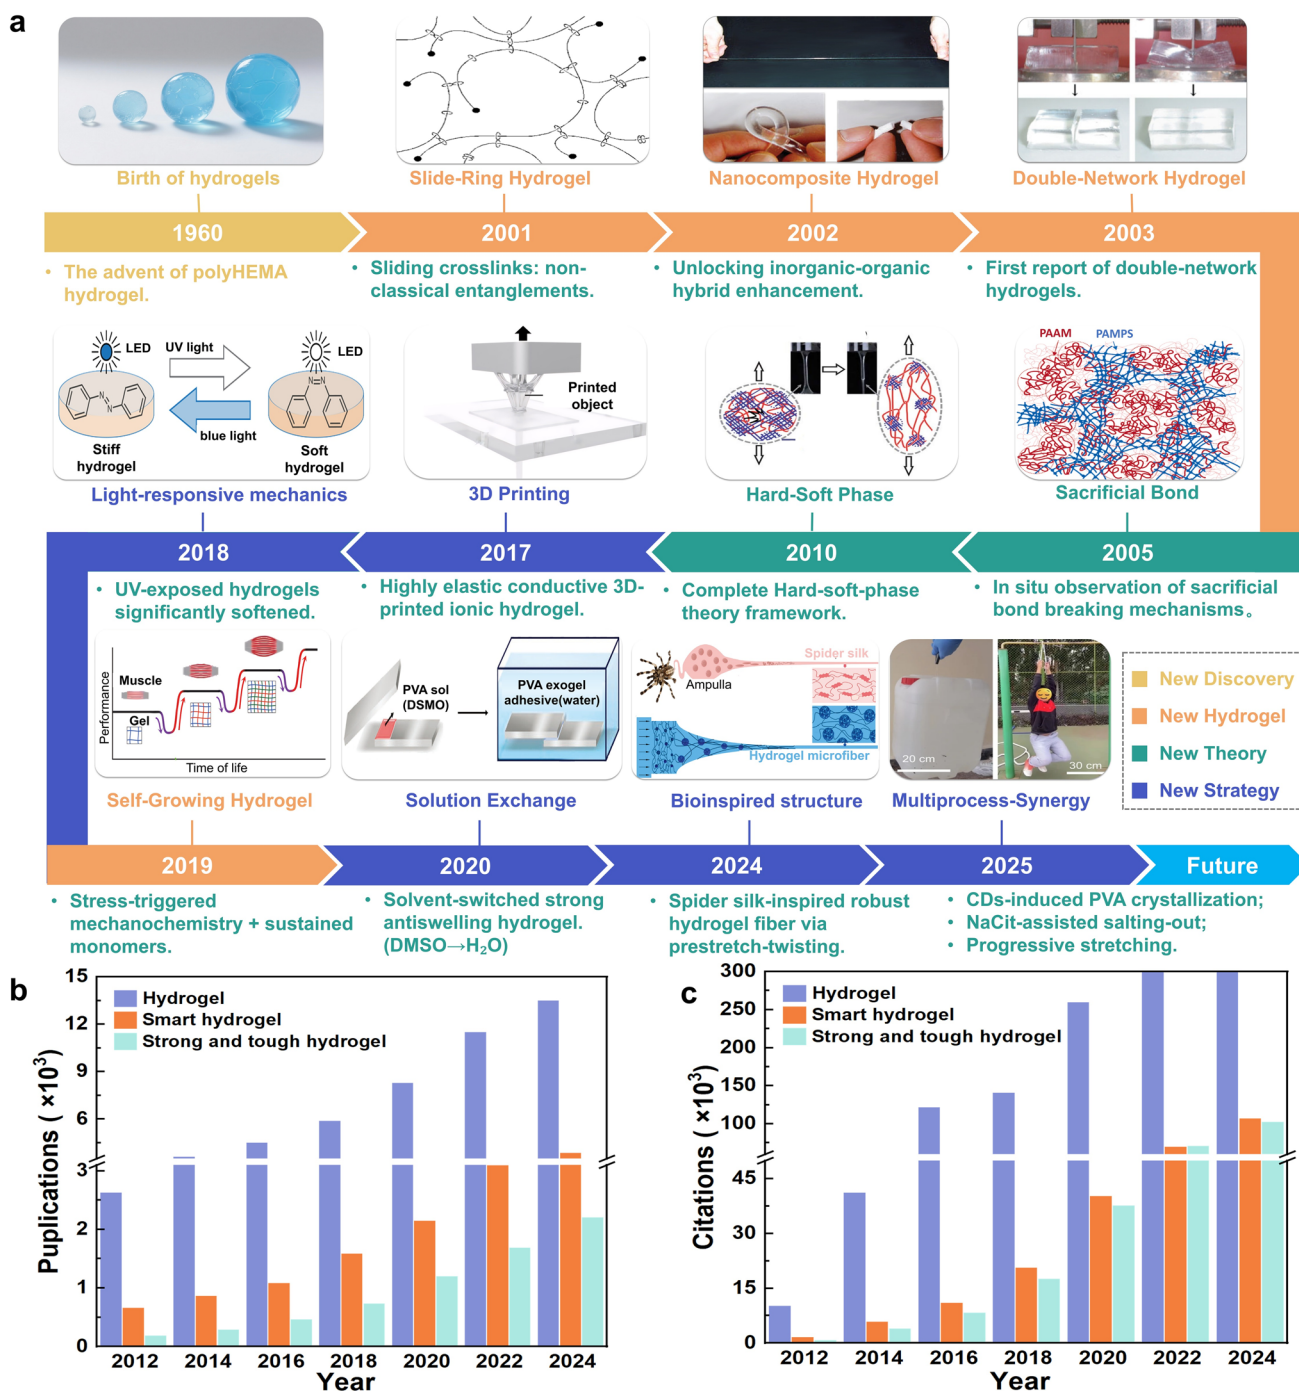 a
Birth of hydrogels
Slide-Ring Hydrogel
Nanocomposite Hydrogel
Double-Network Hydrogel
1960
2001
2002
2003
• The advent of polyHEMA
hydrogel.
• Sliding crosslinks: non-
classical entanglements.
• Unlocking inorganic-organic
hybrid enhancement.
• First report of double-network
hydrogels.
LED
UV light
LED
N=N
N=N
blue light
Stiff
hydrogel
Soft
hydrogel
Printed
object
PAAM
PAMPS
Light-responsive mechanics
3D Printing
Hard-Soft Phase
Sacrificial Bond
2018
2017
2010
2005
• UV-exposed hydrogels
significantly softened.
• Highly elastic conductive 3D-
printed ionic hydrogel.
• Complete Hard-soft-phase
theory framework.
• In situ observation of sacrificial
bond breaking mechanisms。
Performance
Muscle
Gel
Time of life
PVA sol
(DSMO)
PVA exogel
adhesive(water)
Spider silk
Ampulla
Hydrogel microfiber
20 cm
30 cm
New Discovery
New Hydrogel
New Theory
New Strategy
Self-Growing Hydrogel
Solution Exchange
Bioinspired structure
Multiprocess-Synergy
2019
2020
2024
2025
Future
• Stress-triggered
mechanochemistry + sustained
monomers.
• Solvent-switched strong
antiswelling hydrogel.
(DMSO→H₂O)
• Spider silk-inspired robust
hydrogel fiber via
prestretch-twisting.
• CDs-induced PVA crystallization;
• NaCit-assisted salting-out;
• Progressive stretching.
b
Puplications ( ×10³)
15
12
9
6
3
2
1
0
Hydrogel
Smart hydrogel
Strong and tough hydrogel
2012 2014 2016 2018 2020 2022 2024
Year
c
Citations ( ×10³)
300
250
200
150
100
45
30
15
0
Hydrogel
Smart hydrogel
Strong and tough hydrogel
2012 2014 2016 2018 2020 2022 2024
Year